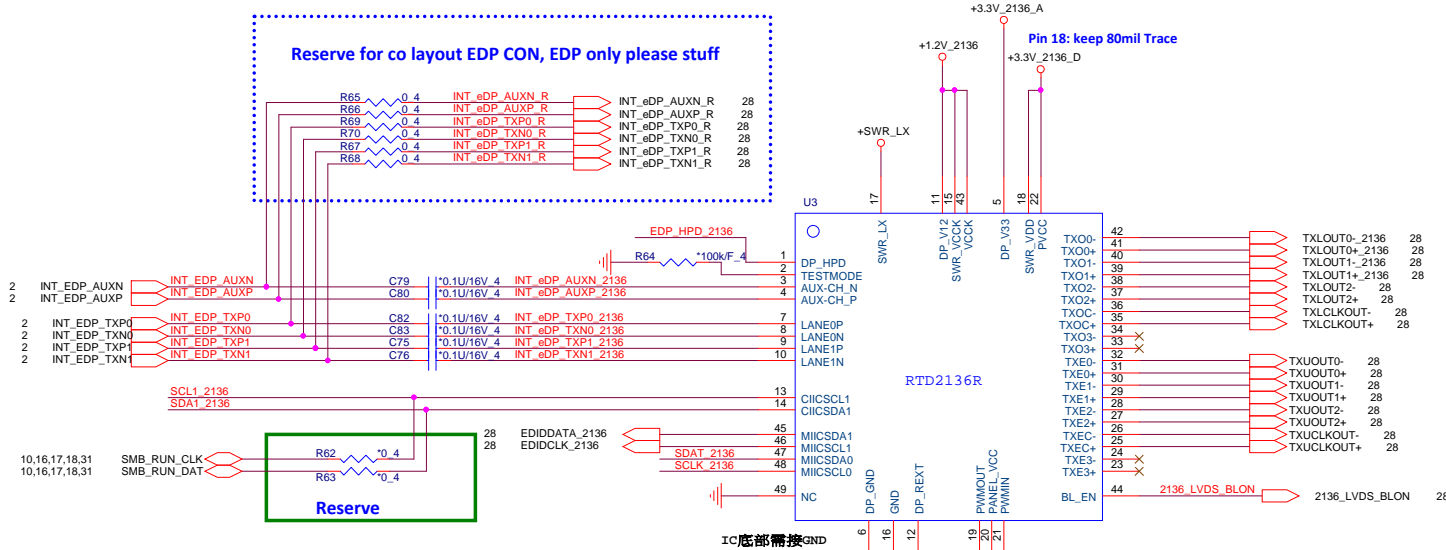 +3.3V_2136_A
Reserve for co layout EDP CON, EDP only please stuff
+1.2V_2136
Pin 18: keep 80mil Trace
+3.3V_2136_D
R65 0_4 INT_eDP_AUXN_R INT_eDP_AUXN_R 28
R66 0_4 INT_eDP_AUXP_R INT_eDP_AUXP_R 28
R69 0_4 INT_eDP_TXP0_R INT_eDP_TXP0_R 28
R70 0_4 INT_eDP_TXN0_R INT_eDP_TXN0_R 28
R67 0_4 INT_eDP_TXP1_R INT_eDP_TXP1_R 28
R68 0_4 INT_eDP_TXN1_R INT_eDP_TXN1_R 28
+SWR_LX
U3
17 11 15 43 5 18 22
SWR_LX DP_V12 SWR_VCCK VCCK DP_V33 SWR_VDD PVCC
EDP_HPD_2136 1 DP_HPD
R64 *100k/F_4 2 TESTMODE
2 INT_EDP_AUXN INT_EDP_AUXN C79 *0.1U/16V_4 INT_eDP_AUXN_2136 3 AUX-CH_N
2 INT_EDP_AUXP INT_EDP_AUXP C80 *0.1U/16V_4 INT_eDP_AUXP_2136 4 AUX-CH_P
2 INT_EDP_TXP0 INT_EDP_TXP0 C82 *0.1U/16V_4 INT_eDP_TXP0_2136 7 LANE0P
2 INT_EDP_TXN0 INT_EDP_TXN0 C83 *0.1U/16V_4 INT_eDP_TXN0_2136 8 LANE0N
2 INT_EDP_TXP1 INT_EDP_TXP1 C75 *0.1U/16V_4 INT_eDP_TXP1_2136 9 LANE1P
2 INT_EDP_TXN1 INT_EDP_TXN1 C76 *0.1U/16V_4 INT_eDP_TXN1_2136 10 LANE1N
RTD2136R
SCL1_2136 13 CIICSCL1
SDA1_2136 14 CIICSDA1
28 EDIDDATA_2136 45 MIICSDA1
28 EDIDCLK_2136 46 MIICSCL1
SDAT_2136 47 MIICSDA0
SCLK_2136 48 MIICSCL0
49 NC
10,16,17,18,31 SMB_RUN_CLK R62 *0_4
10,16,17,18,31 SMB_RUN_DAT R63 *0_4
Reserve
TXO0- 42 TXLOUT0-_2136 28
TXO0+ 41 TXLOUT0+_2136 28
TXO1- 40 TXLOUT1-_2136 28
TXO1+ 39 TXLOUT1+_2136 28
TXO2- 38 TXLOUT2- 28
TXO2+ 37 TXLOUT2+ 28
TXOC- 36 TXLCLKOUT- 28
TXOC+ 35 TXLCLKOUT+ 28
TXO3- 34
TXO3+ 33
TXE0- 32 TXUOUT0- 28
TXE0+ 31 TXUOUT0+ 28
TXE1- 30 TXUOUT1- 28
TXE1+ 29 TXUOUT1+ 28
TXE2- 28 TXUOUT2- 28
TXE2+ 27 TXUOUT2+ 28
TXEC- 26 TXUCLKOUT- 28
TXEC+ 25 TXUCLKOUT+ 28
TXE3- 24
TXE3+ 23
BL_EN 44 2136_LVDS_BLON 2136_LVDS_BLON 28
DP_GND GND DP_REXT PWMOUT PANEL_VCC PWMIN
6 16 12 19 20 21
IC底部需接GND